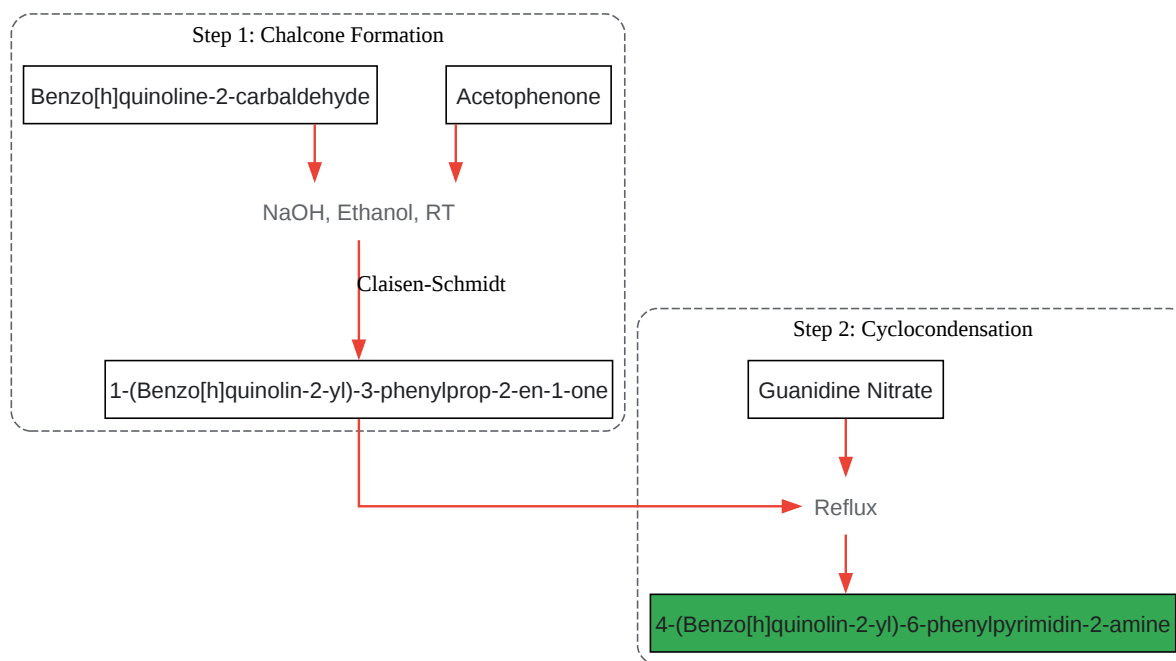 Step 1: Chalcone Formation
Benzo[h]quinoline-2-carbaldehyde
Acetophenone
NaOH, Ethanol, RT
Claisen-Schmidt
1-(Benzo[h]quinolin-2-yl)-3-phenylprop-2-en-1-one
Step 2: Cyclocondensation
Guanidine Nitrate
Reflux
4-(Benzo[h]quinolin-2-yl)-6-phenylpyrimidin-2-amine